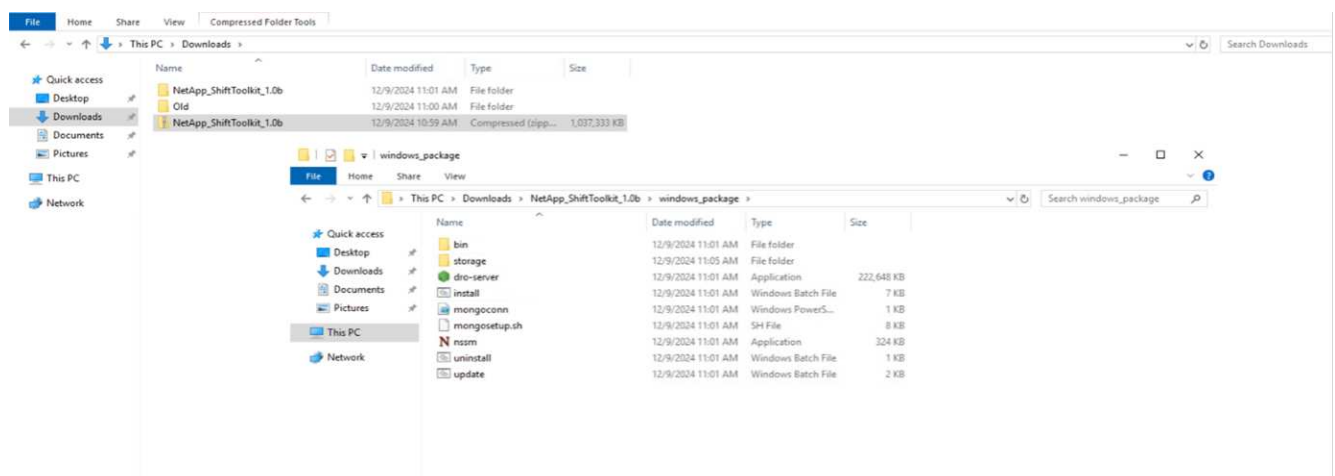 File Home Share View Compressed Folder Tools
This PC > Downloads > Search Downloads
Name Date modified Type Size
Quick access
Desktop
Downloads
Documents
Pictures
This PC
Network
NetApp_ShiftToolkit_1.0b 12/9/2024 11:01 AM File folder
Old 12/9/2024 11:00 AM File folder
NetApp_ShiftToolkit_1.0b 12/9/2024 10:59 AM Compressed (zipp... 1,037,333 KB
windows_package
File Home Share View
This PC > Downloads > NetApp_ShiftToolkit_1.0b > windows_package > Search windows_package
Quick access
Desktop
Downloads
Documents
Pictures
This PC
Network
Name Date modified Type Size
bin 12/9/2024 11:01 AM File folder
storage 12/9/2024 11:05 AM File folder
dro-server 12/9/2024 11:01 AM Application 222,648 KB
install 12/9/2024 11:01 AM Windows Batch File 7 KB
mongoconn 12/9/2024 11:01 AM Windows PowerS... 1 KB
mongosetup.sh 12/9/2024 11:01 AM SH File 8 KB
nssm 12/9/2024 11:01 AM Application 324 KB
uninstall 12/9/2024 11:01 AM Windows Batch File 1 KB
update 12/9/2024 11:01 AM Windows Batch File 2 KB